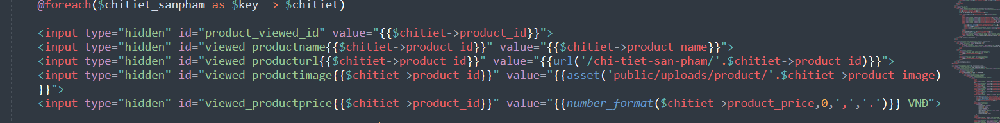 @foreach($chitiet_sanpham as $key => $chitiet)
<input type="hidden" id="product_viewed_id" value="{{$chitiet->product_id}}">
<input type="hidden" id="viewed_productname{{$chitiet->product_id}}" value="{{$chitiet->product_name}}">
<input type="hidden" id="viewed_producturl{{$chitiet->product_id}}" value="{{url('/chi-tiet-san-pham/'.$chitiet->product_id)}}">
<input type="hidden" id="viewed_productimage{{$chitiet->product_id}}" value="{{asset('public/uploads/product/'.$chitiet->product_image)
}}">
<input type="hidden" id="viewed_productprice{{$chitiet->product_id}}" value="{{number_format($chitiet->product_price,0,',','.')}} VNĐ">